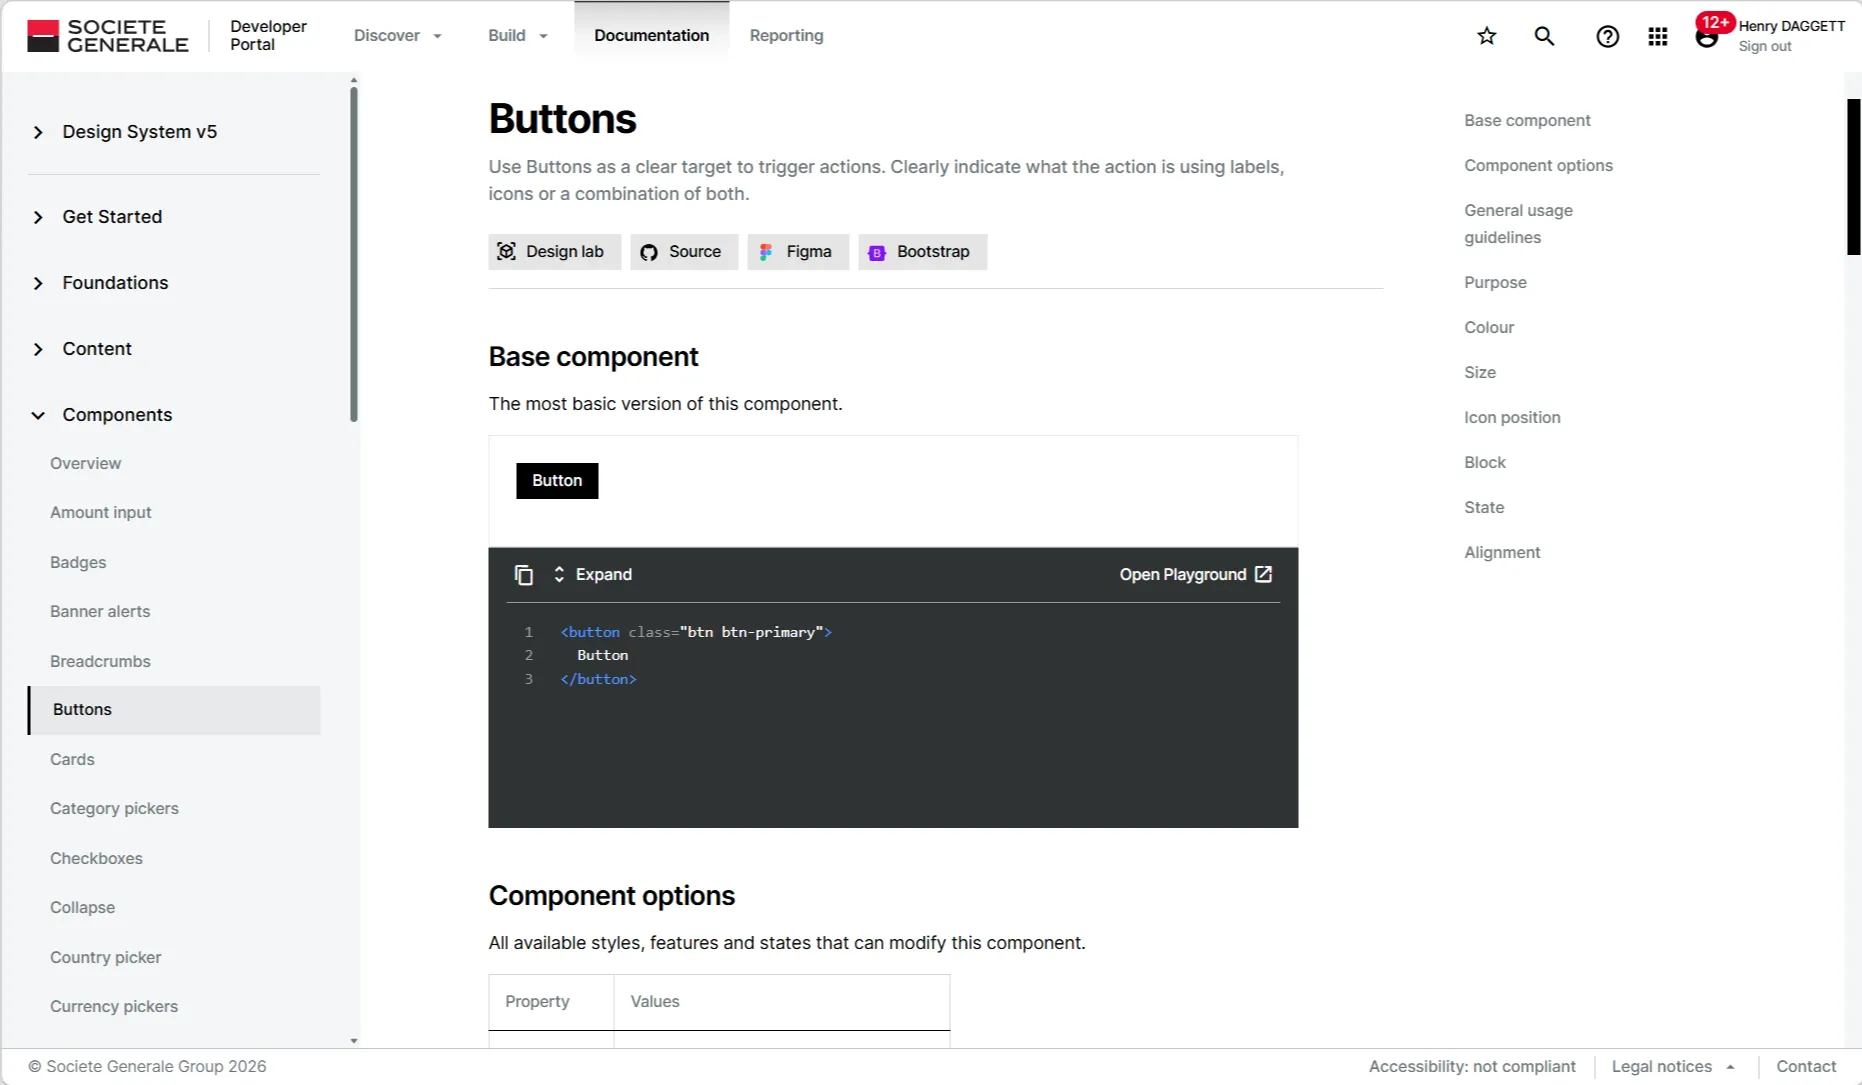 SOCIETE
GENERALE
Developer
Portal
Discover
Build
Documentation
Reporting
12+
Henry DAGGETT
Sign out
Design System v5
Get Started
Foundations
Content
Components
Overview
Amount input
Badges
Banner alerts
Breadcrumbs
Buttons
Cards
Category pickers
Checkboxes
Collapse
Country picker
Currency pickers
Buttons
Use Buttons as a clear target to trigger actions. Clearly indicate what the action is using labels,
icons or a combination of both.
Design lab
Source
Figma
B Bootstrap
Base component
The most basic version of this component.
Button
Expand
Open Playground
1 <button class="btn btn-primary">
2 Button
3 </button>
Component options
All available styles, features and states that can modify this component.
Property Values
Base component
Component options
General usage
guidelines
Purpose
Colour
Size
Icon position
Block
State
Alignment
© Societe Generale Group 2026
Accessibility: not compliant
Legal notices
Contact